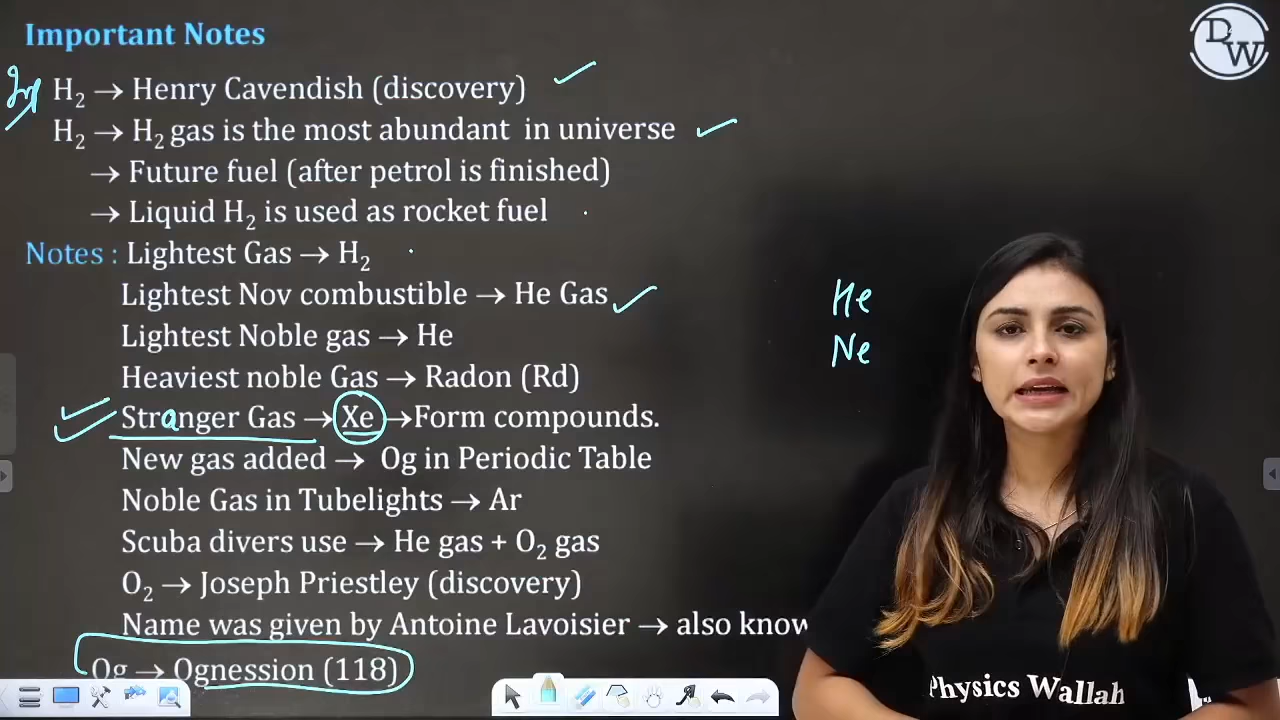 Important Notes
DW
Imp H₂ → Henry Cavendish (discovery)
H₂ → H₂ gas is the most abundant in universe
→ Future fuel (after petrol is finished)
→ Liquid H₂ is used as rocket fuel
Notes : Lightest Gas → H₂
Lightest Nov combustible → He Gas
He
Lightest Noble gas → He
Ne
Heaviest noble Gas → Radon (Rd)
Stranger Gas → Xe → Form compounds.
New gas added → Og in Periodic Table
Noble Gas in Tubelights → Ar
Scuba divers use → He gas + O₂ gas
O₂ → Joseph Priestley (discovery)
Name was given by Antoine Lavoisier → also know
Og → Ognession (118)
Physics Wallah